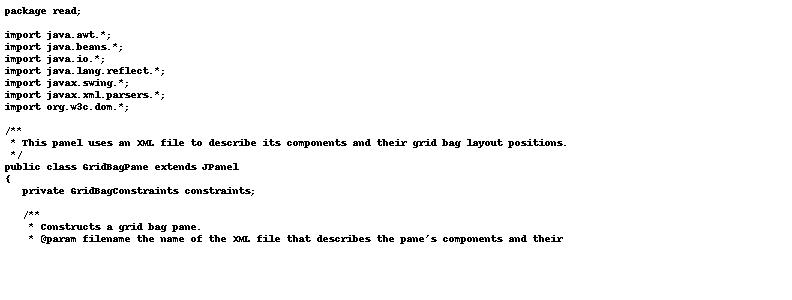 package read;

import java.awt.*;
import java.beans.*;
import java.io.*;
import java.lang.reflect.*;
import javax.swing.*;
import javax.xml.parsers.*;
import org.w3c.dom.*;

/**
 * This panel uses an XML file to describe its components and their grid bag layout positions.
 */
public class GridBagPane extends JPanel
{
   private GridBagConstraints constraints;

   /**
    * Constructs a grid bag pane.
    * @param filename the name of the XML file that describes the pane's components and their